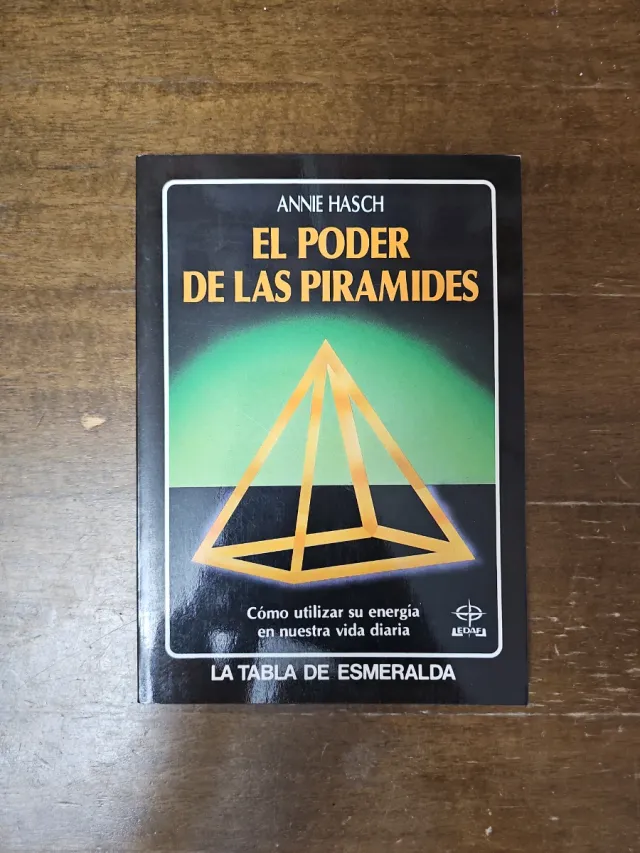 ANNIE HASCH
EL PODER
DE LAS PIRAMIDES
Cómo utilizar su energía
en nuestra vida diaria
EDAF
LA TABLA DE ESMERALDA